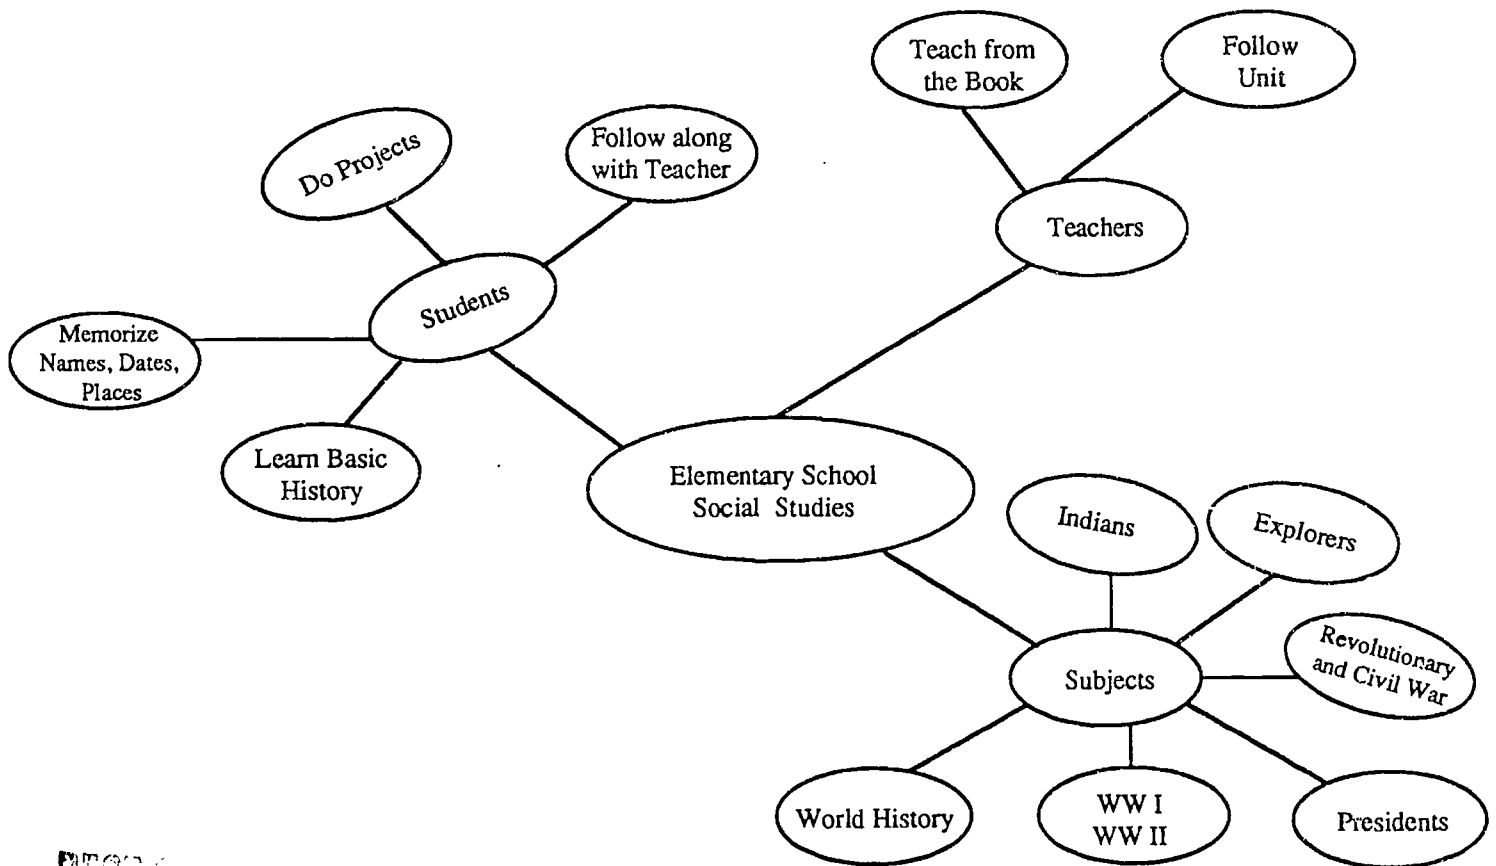 Teach from
the Book
Follow
Unit
Do Projects
Follow along
with Teacher
Teachers
Students
Memorize
Names, Dates,
Places
Learn Basic
History
Elementary School
Social Studies
Indians
Explorers
Revolutionary
and Civil War
Subjects
World History
WW I
WW II
Presidents